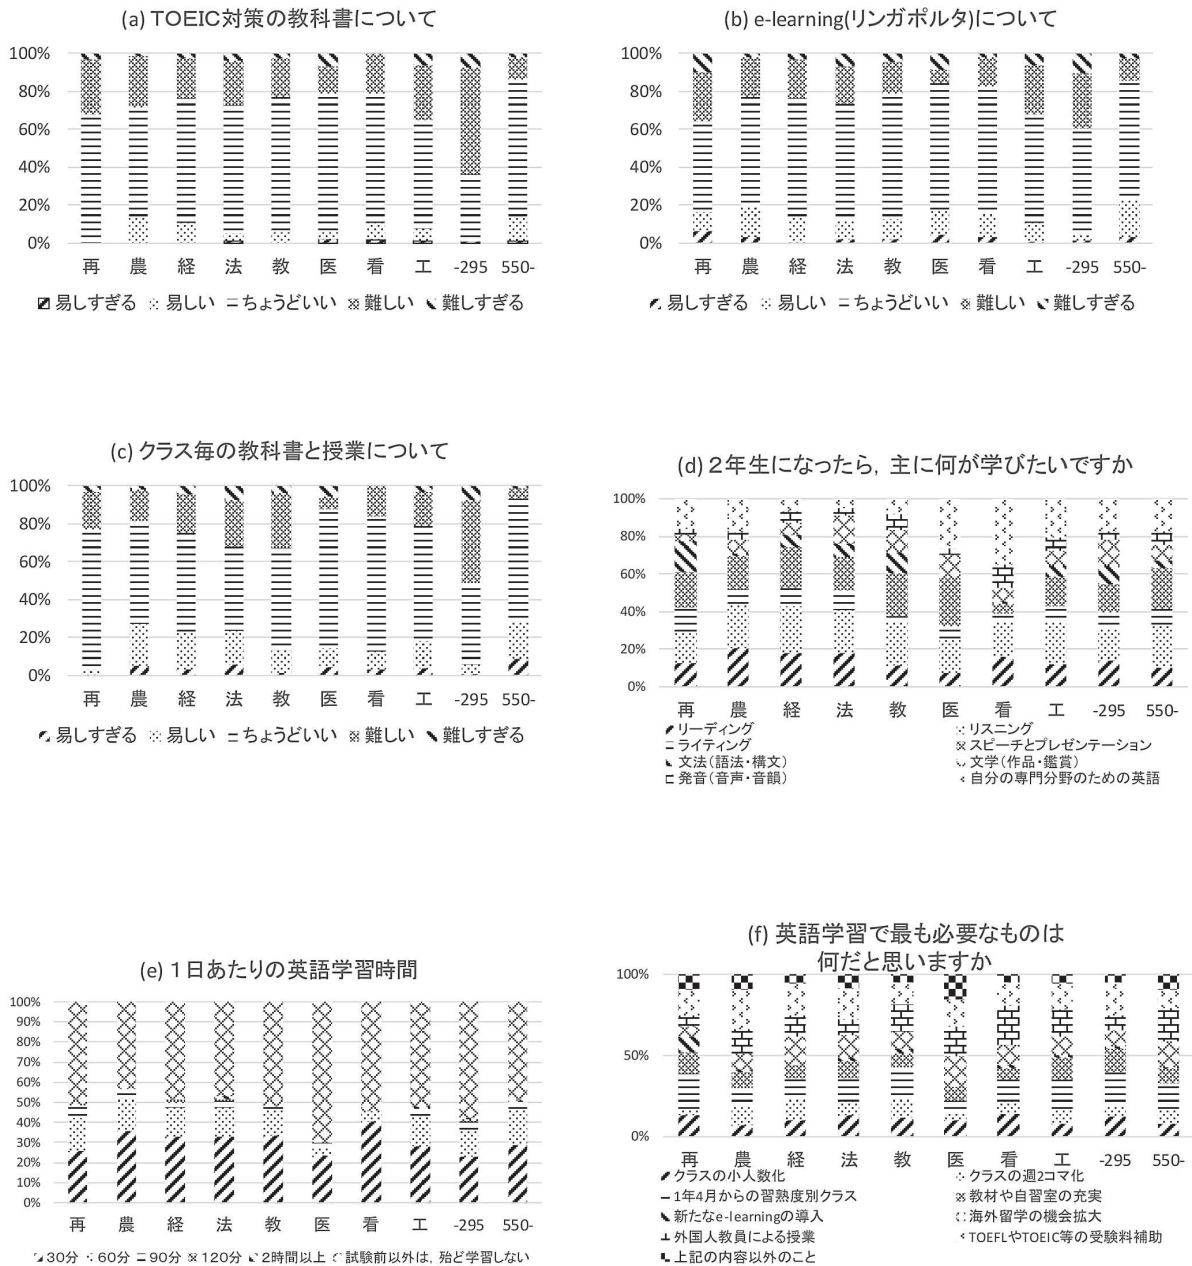 (a) TOEIC対策の教科書について
100%
80%
60%
40%
20%
0%
再 農 経 法 教 医 看 工 -295 550-
易しすぎる 易しい ちょうどいい 難しい 難しすぎる
(b) e-learning(リンガポルタ)について
100%
80%
60%
40%
20%
0%
再 農 経 法 教 医 看 工 -295 550-
易しすぎる 易しい ちょうどいい 難しい 難しすぎる
(c) クラス毎の教科書と授業について
100%
80%
60%
40%
20%
0%
再 農 経 法 教 医 看 工 -295 550-
易しすぎる 易しい ちょうどいい 難しい 難しすぎる
(d) 2年生になったら，主に何が学びたいですか
100%
80%
60%
40%
20%
0%
再 農 経 法 教 医 看 工 -295 550-
リーディング リスニング
ライティング スピーチとプレゼンテーション
文法(語法・構文) 文学(作品・鑑賞)
発音(音声・音韻) 自分の専門分野のための英語
(e) 1日あたりの英語学習時間
100%
90%
80%
70%
60%
50%
40%
30%
20%
10%
0%
再 農 経 法 教 医 看 工 -295 550-
30分 60分 90分 120分 2時間以上 試験前以外は，殆ど学習しない
(f) 英語学習で最も必要なものは
何だと思いますか
100%
50%
0%
再 農 経 法 教 医 看 工 -295 550-
クラスの小人数化 クラスの週2コマ化
1年4月からの習熟度別クラス 教材や自習室の充実
新たなe-learningの導入 海外留学の機会拡大
外国人教員による授業 TOEFLやTOEIC等の受験料補助
上記の内容以外のこと